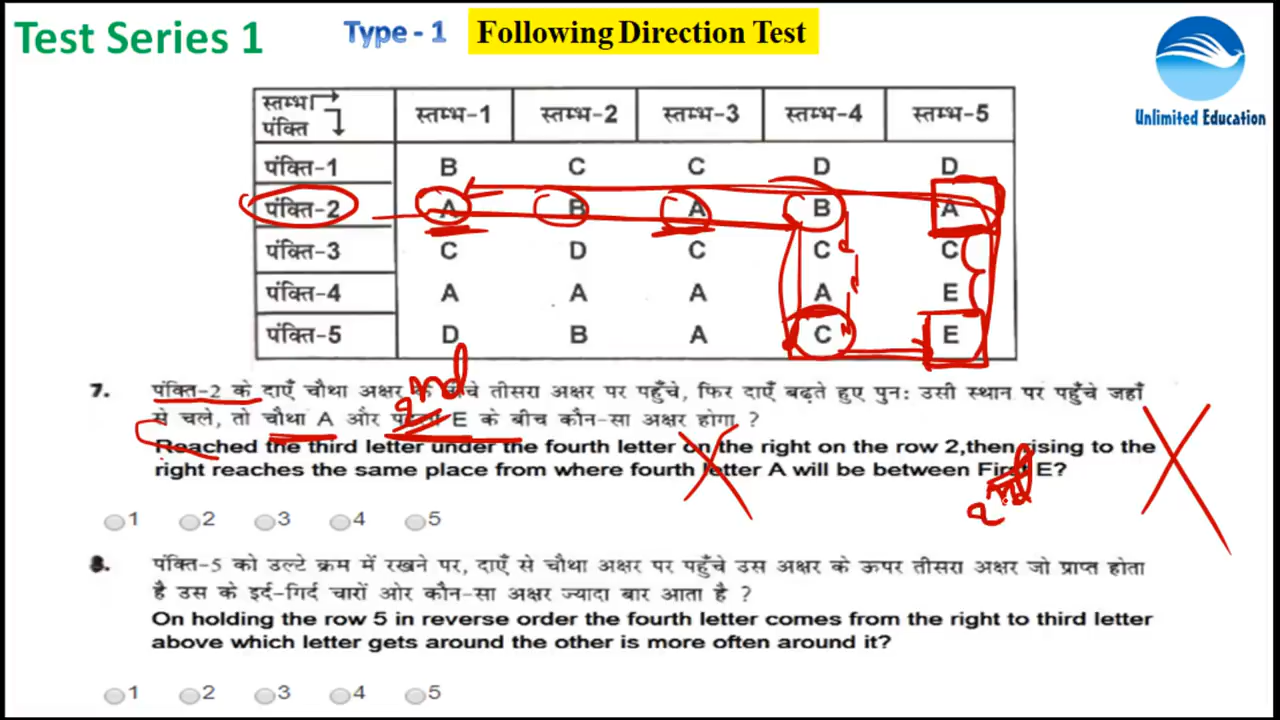 Test Series 1
Type - 1
Following Direction Test
Unlimited Education
स्तम्भ स्तम्भ-1 स्तम्भ-2 स्तम्भ-3 स्तम्भ-4 स्तम्भ-5
पंक्ति
पंक्ति-1 B C C D D
पंक्ति-2 A B A B A
पंक्ति-3 C D C C C
पंक्ति-4 A A A A E
पंक्ति-5 D B A C E
2nd
7. पंक्ति-2 के दाएँ चौथा अक्षर के तीसरा अक्षर पर पहुँचे, फिर दाएँ बढ़ते हुए पुनः उसी स्थान पर पहुँचे जहाँ
से चले, तो चौथा A और E के बीच कौन-सा अक्षर होगा ?
Reached the third letter under the fourth letter on the right on the row 2,then rising to the
right reaches the same place from where fourth letter A will be between First E?
2nd
1 2 3 4 5
8. पंक्ति-5 को उल्टे क्रम में रखने पर, दाएँ से चौथा अक्षर पर पहुँचे उस अक्षर के ऊपर तीसरा अक्षर जो प्राप्त होता
है उस के इर्द-गिर्द चारों ओर कौन-सा अक्षर ज्यादा बार आता है ?
On holding the row 5 in reverse order the fourth letter comes from the right to third letter
above which letter gets around the other is more often around it?
1 2 3 4 5